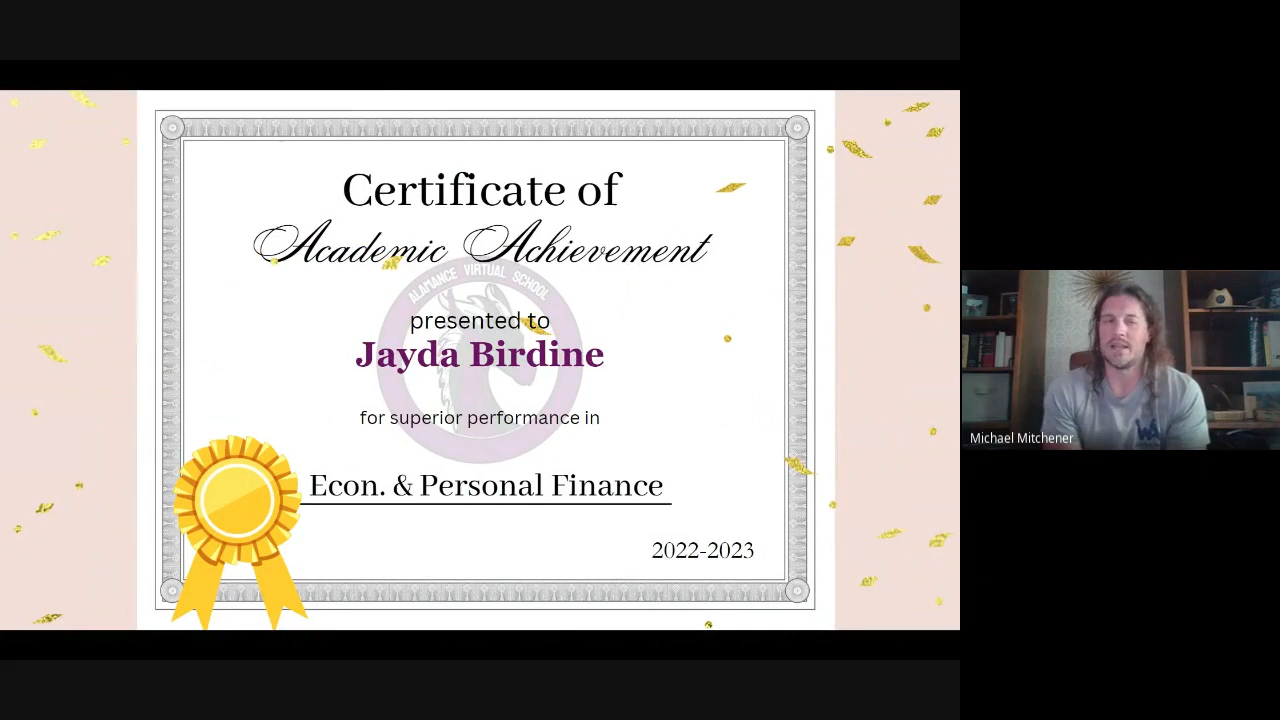 Certificate of
Academic Achievement
ALAMANCE VIRTUAL SCHOOL
presented to
Jayda Birdine
for superior performance in
Econ. & Personal Finance
2022-2023
Michael Mitchener